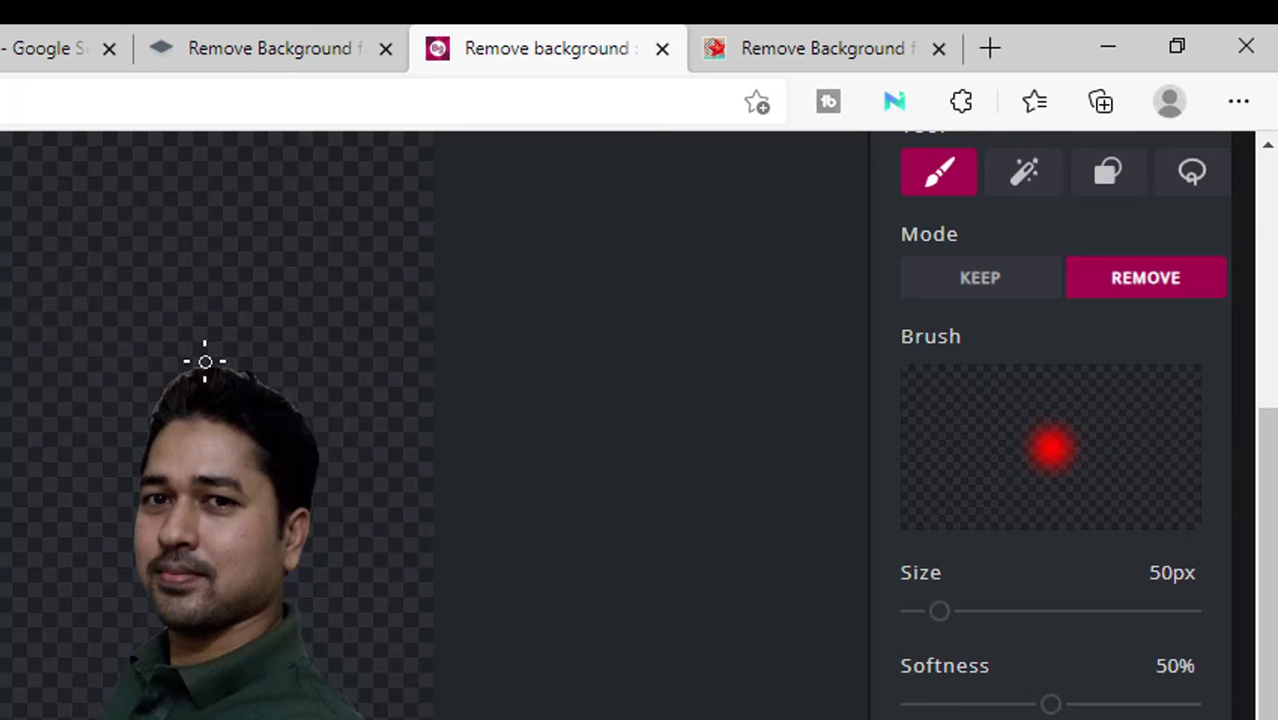 - Google S
Remove Background f
Remove background :
Remove Background f
Mode
KEEP
REMOVE
Brush
Size 50px
Softness 50%